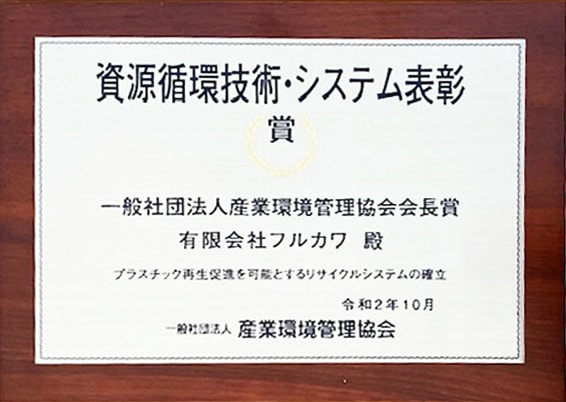 資源循環技術・システム表彰
賞
一般社団法人産業環境管理協会会長賞
有限会社フルカワ 殿
プラスチック再生促進を可能とするリサイクルシステムの確立
令和2年10月
一般社団法人 産業環境管理協会